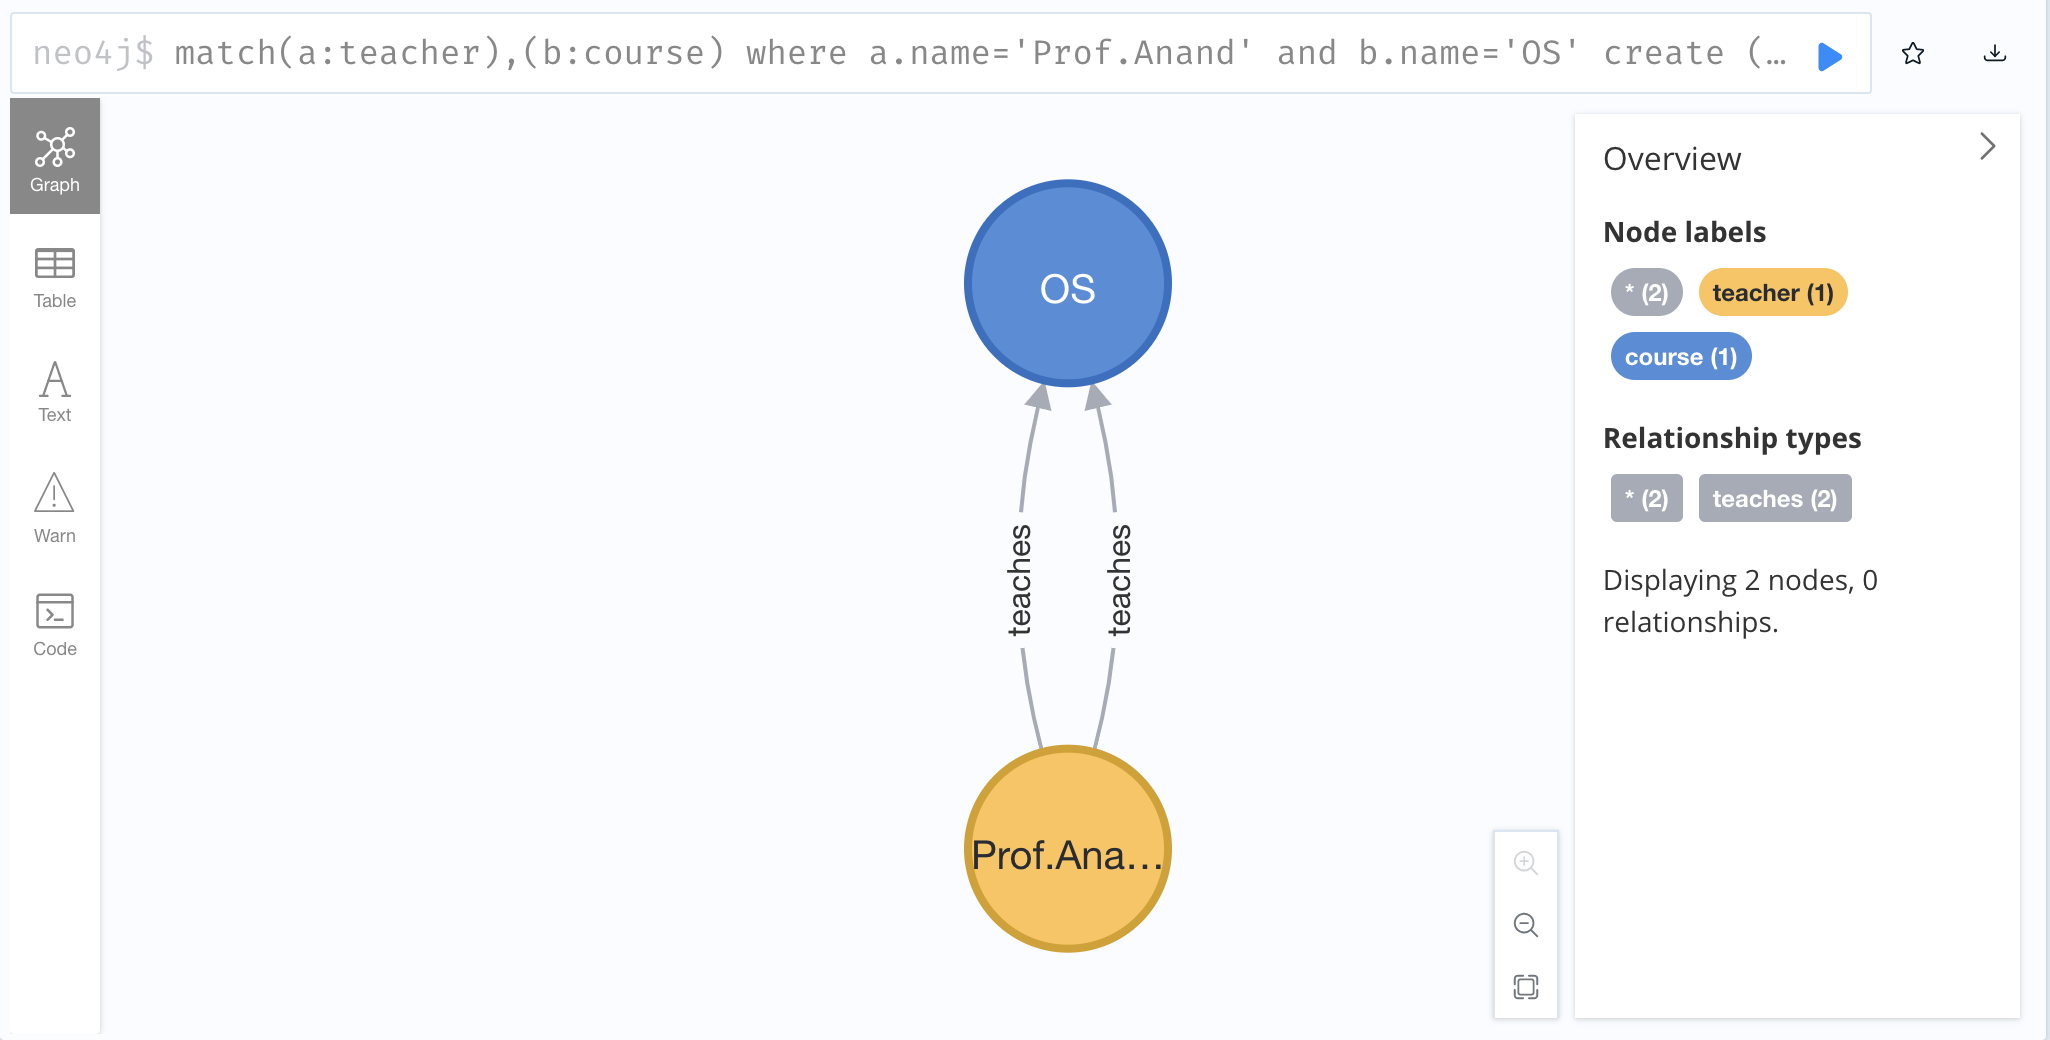 neo4j$ match(a:teacher),(b:course) where a.name='Prof.Anand' and b.name='OS' create (…
Graph
Table
Text
Warn
Code
OS
teaches
teaches
Prof.Ana…
Overview
Node labels
* (2) teacher (1)
course (1)
Relationship types
* (2) teaches (2)
Displaying 2 nodes, 0
relationships.